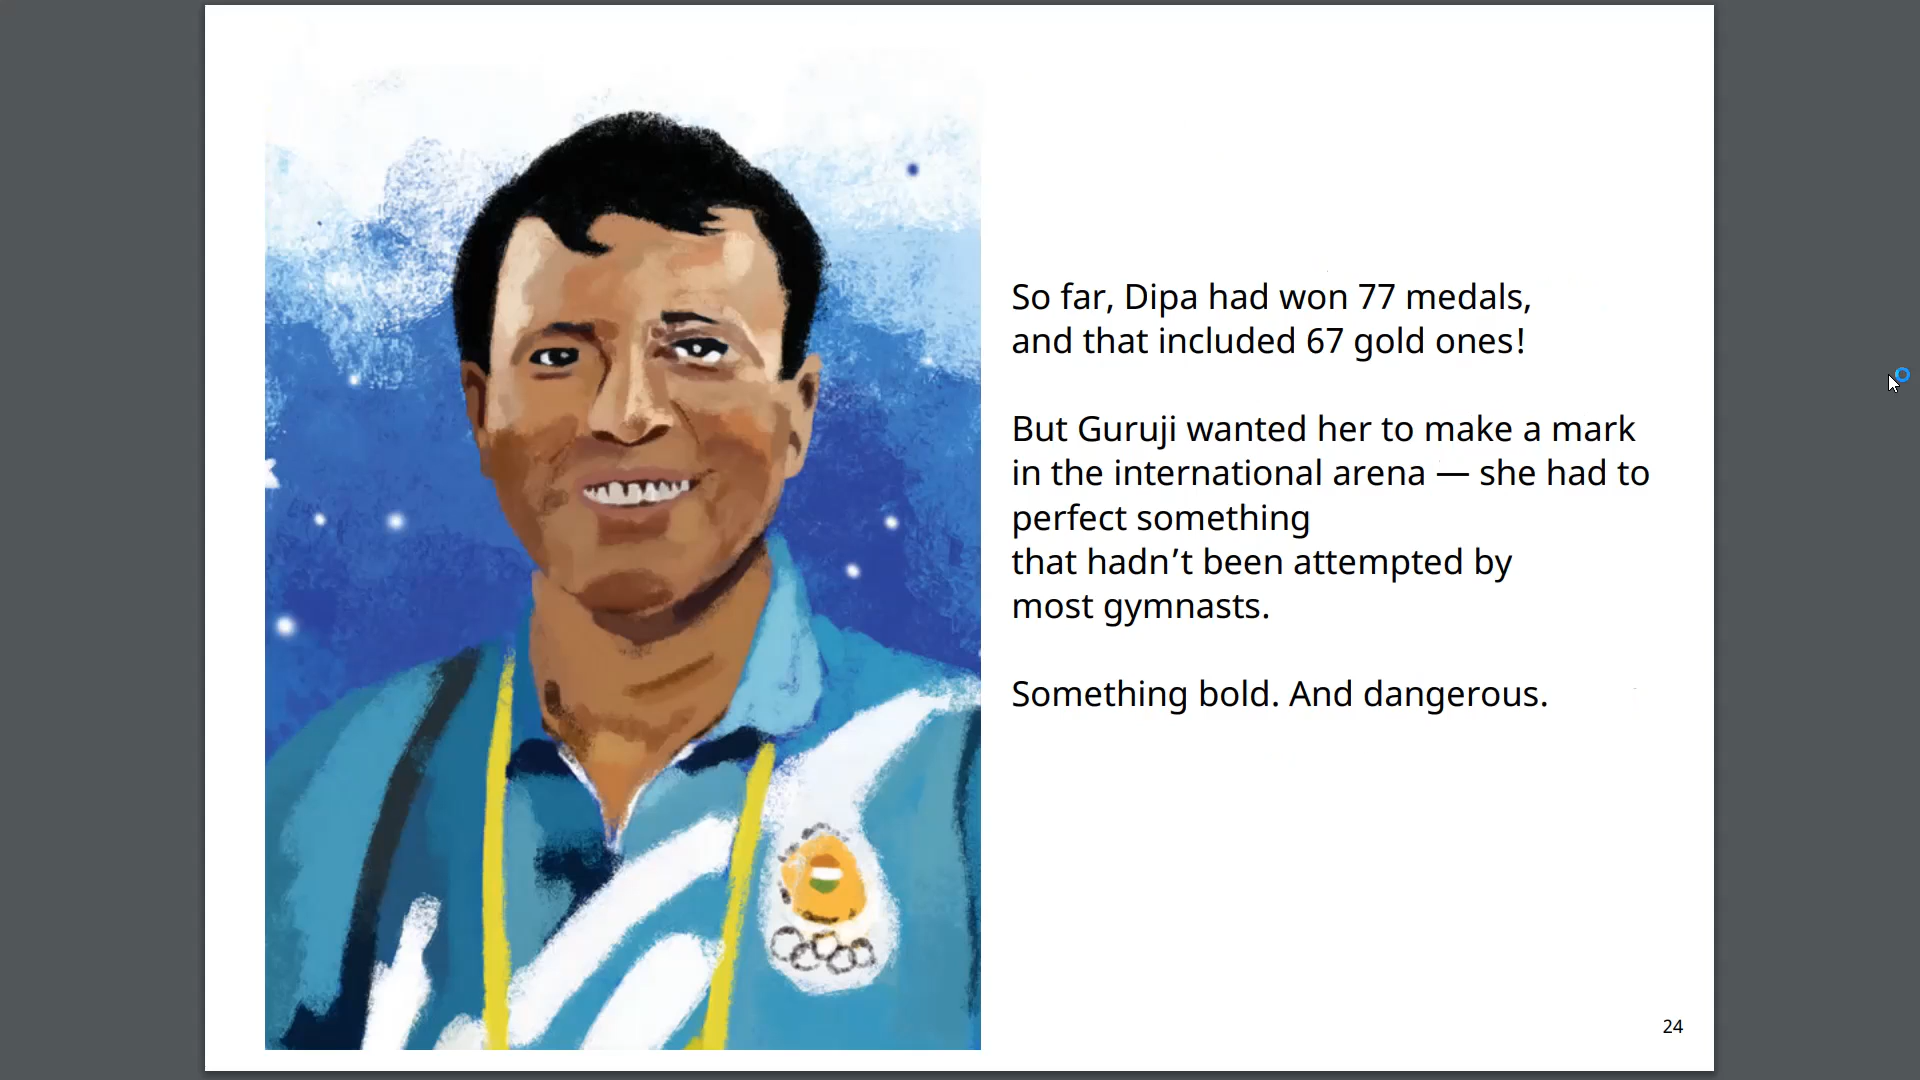 So far, Dipa had won 77 medals,
and that included 67 gold ones!
But Guruji wanted her to make a mark
in the international arena — she had to
perfect something
that hadn’t been attempted by
most gymnasts.
Something bold. And dangerous.
24